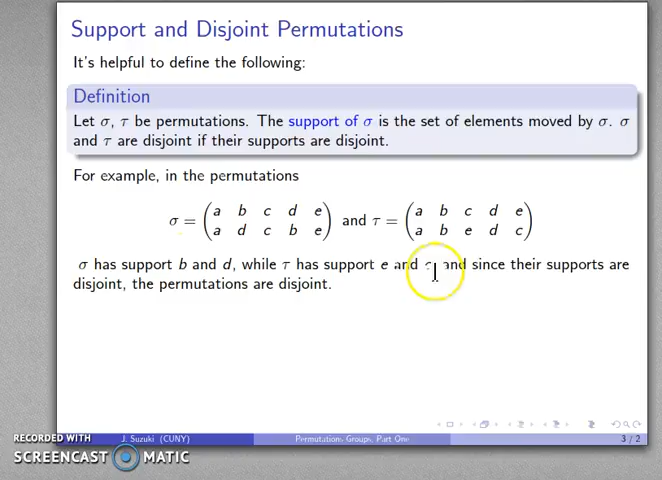 Support and Disjoint Permutations
It's helpful to define the following:
Definition
Let σ, τ be permutations. The support of σ is the set of elements moved by σ. σ
and τ are disjoint if their supports are disjoint.
For example, in the permutations
σ = (a b c d e / a d c b e) and τ = (a b c d e / a b e d c)
σ has support b and d, while τ has support e and c, and since their supports are
disjoint, the permutations are disjoint.
RECORDED WITH
SCREENCAST MATIC
J. Suzuki (CUNY)
Permutations Groups, Part One
3 / 2